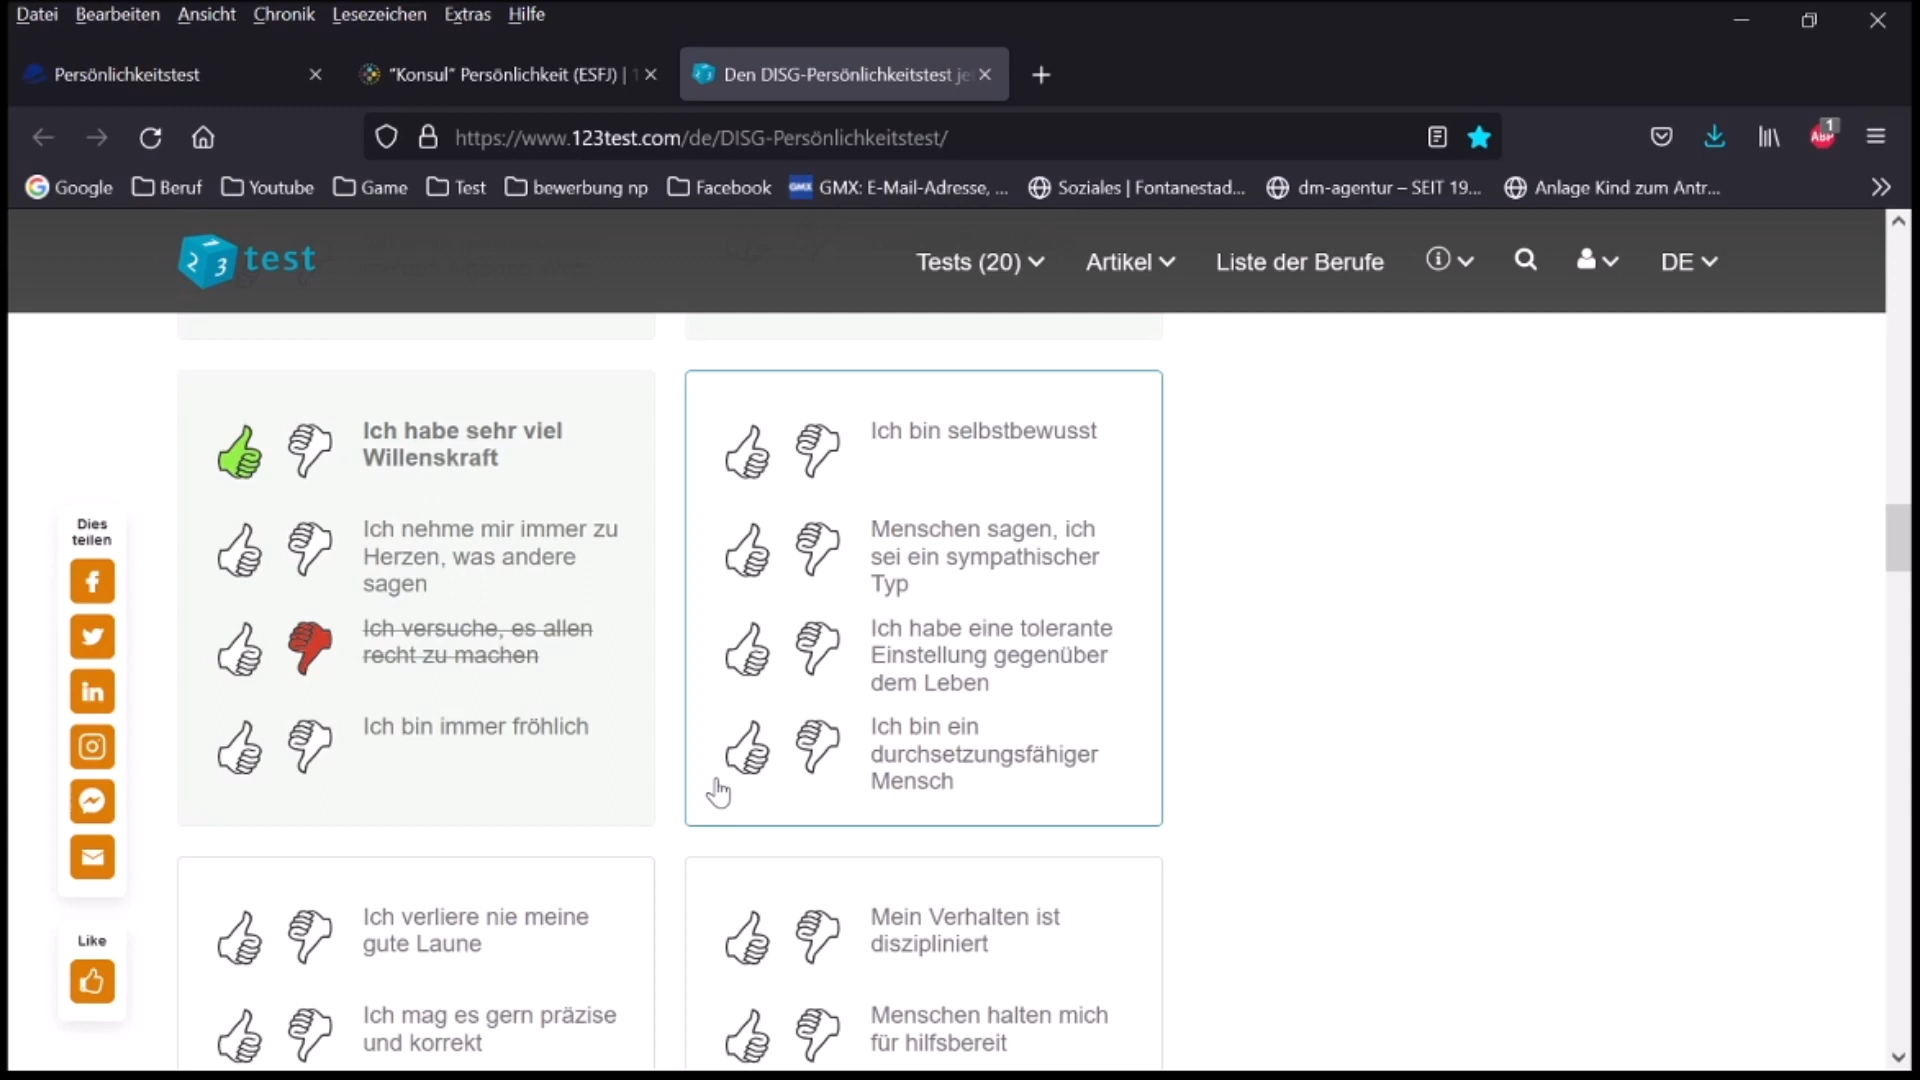 Datei Bearbeiten Ansicht Chronik Lesezeichen Extras Hilfe
Persönlichkeitstest
"Konsul" Persönlichkeit (ESFJ) | 1
Den DISG-Persönlichkeitstest je
https://www.123test.com/de/DISG-Persönlichkeitstest/
ABP
1
Google Beruf Youtube Game Test bewerbung np Facebook GMX GMX: E-Mail-Adresse, ... Soziales | Fontanestad... dm-agentur – SEIT 19... Anlage Kind zum Antr...
123 test
Tests (20) Artikel Liste der Berufe DE
Ich habe sehr viel
Willenskraft
Ich nehme mir immer zu
Herzen, was andere
sagen
Ich versuche, es allen
recht zu machen
Ich bin immer fröhlich
Ich bin selbstbewusst
Menschen sagen, ich
sei ein sympathischer
Typ
Ich habe eine tolerante
Einstellung gegenüber
dem Leben
Ich bin ein
durchsetzungsfähiger
Mensch
Dies
teilen
Like
Ich verliere nie meine
gute Laune
Ich mag es gern präzise
und korrekt
Mein Verhalten ist
diszipliniert
Menschen halten mich
für hilfsbereit